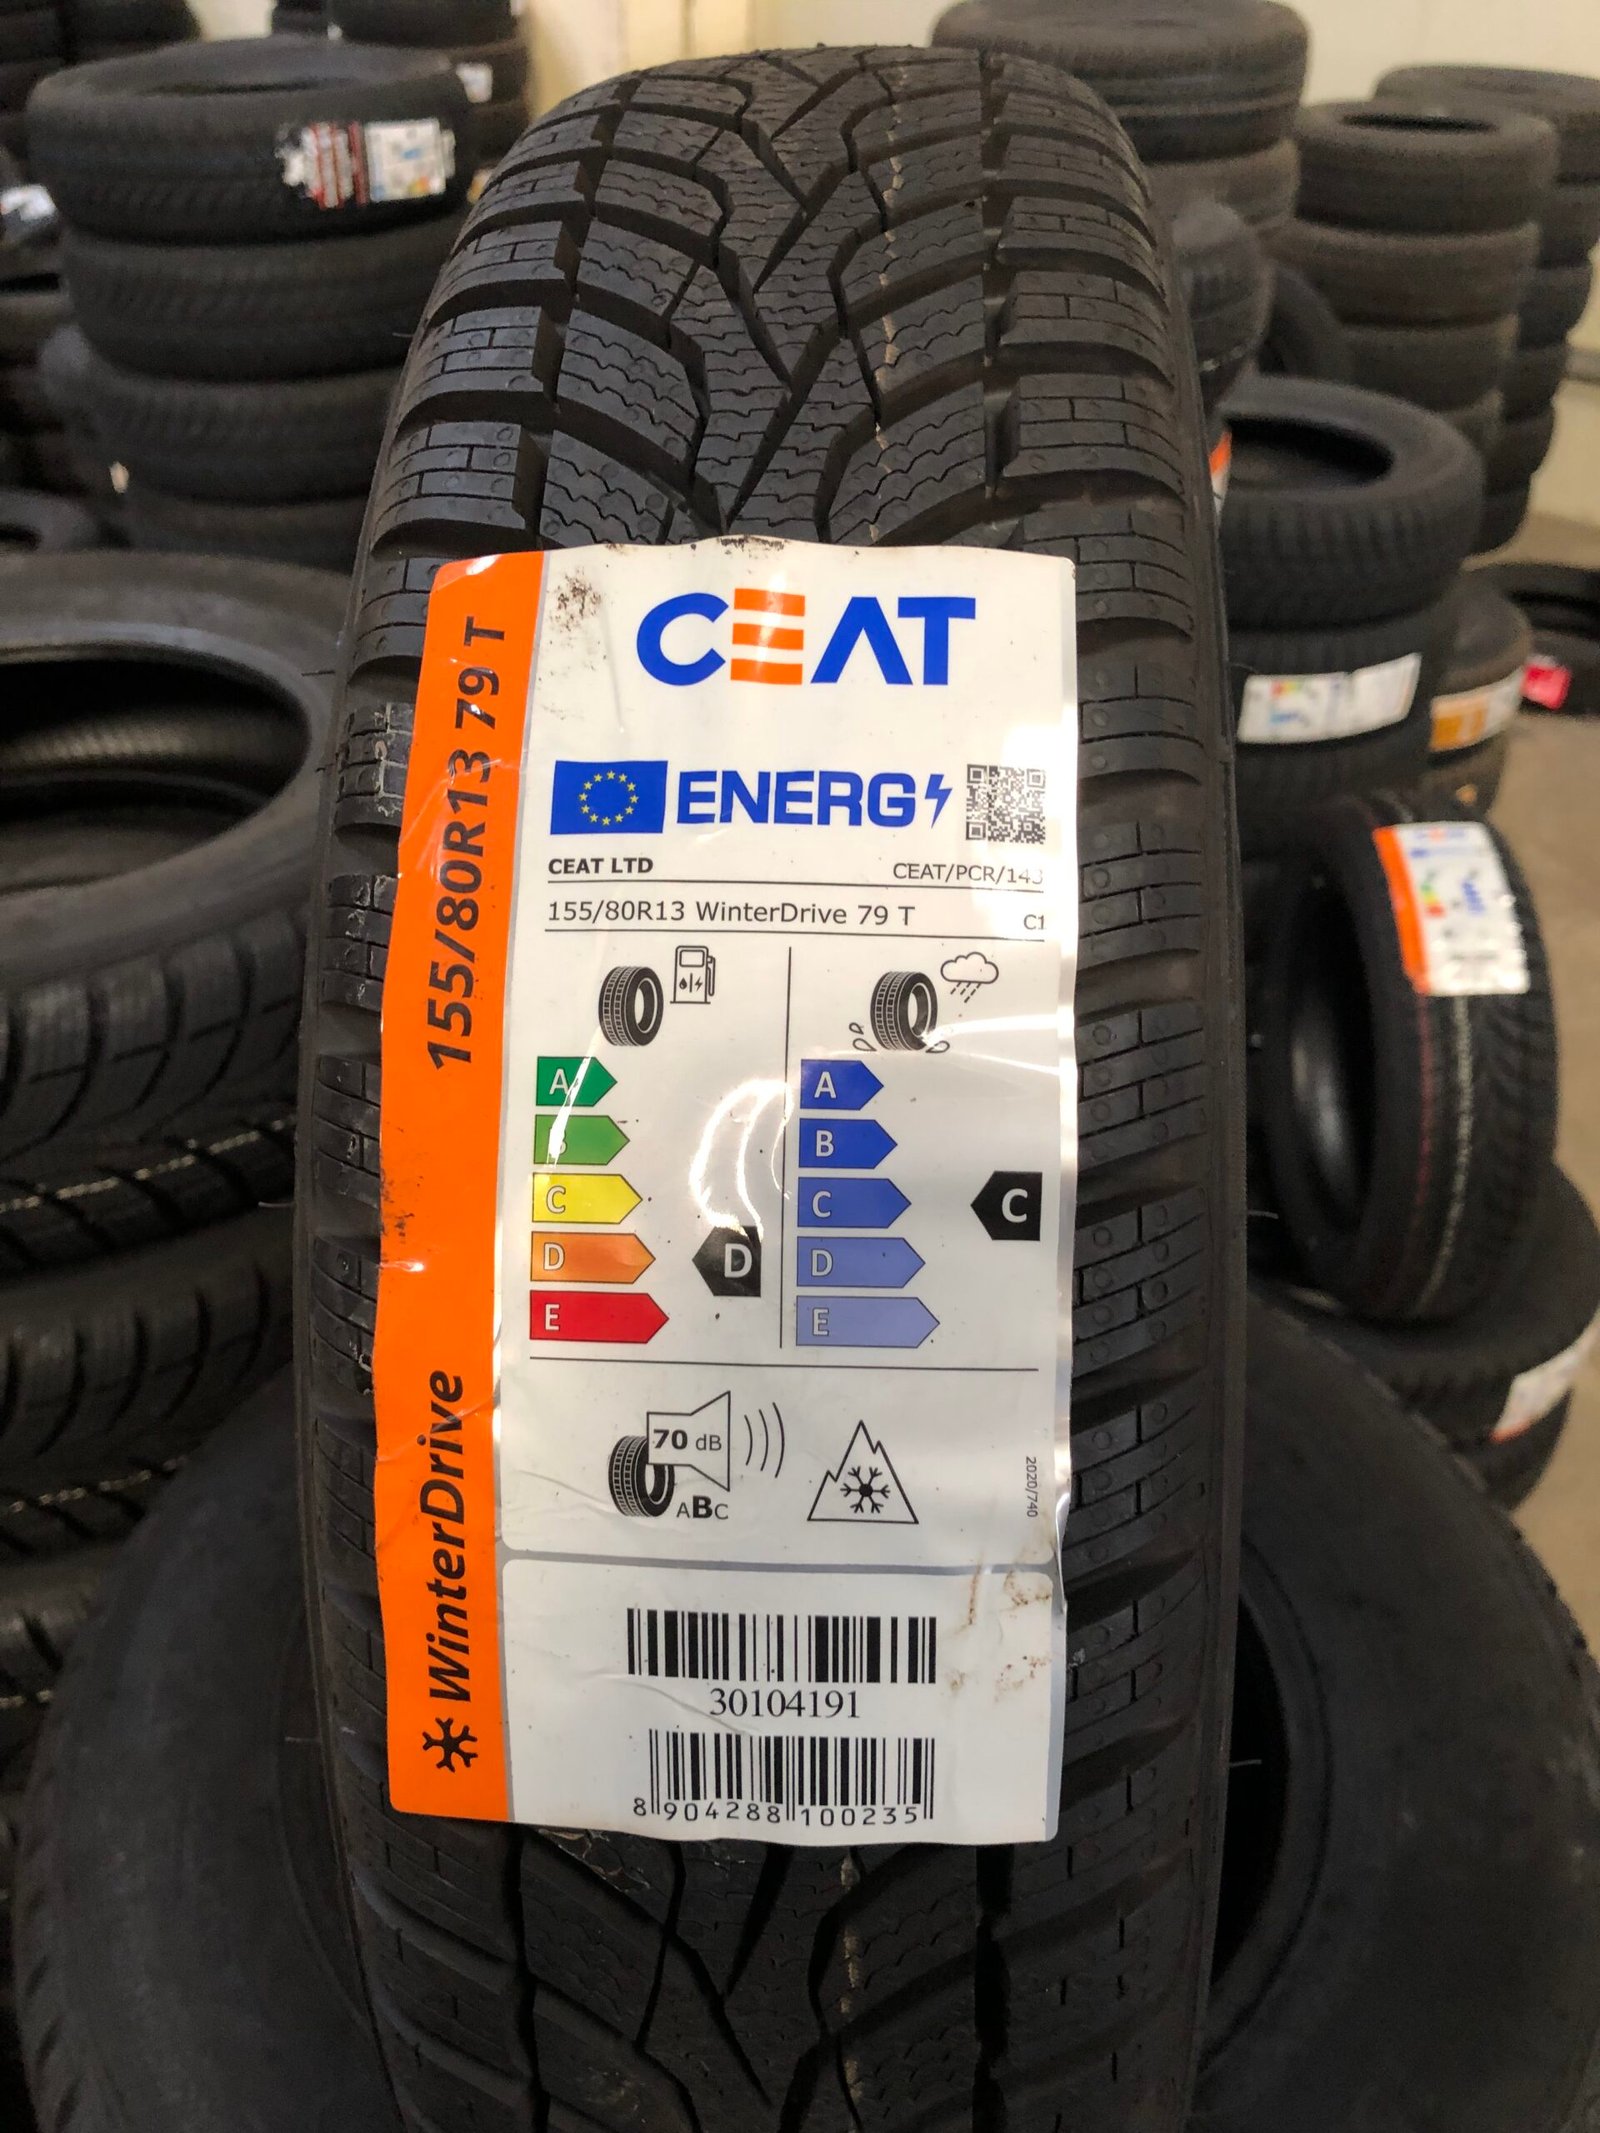 CEAT
ENERG
CEAT LTD
CEAT/PCR/143
155/80R13 WinterDrive 79 T
C1
A
B
C
D
E
D
A
B
C
D
E
C
70 dB
ABC
2020/740
30104191
8 904288 100235
155/80R13 79 T
WinterDrive